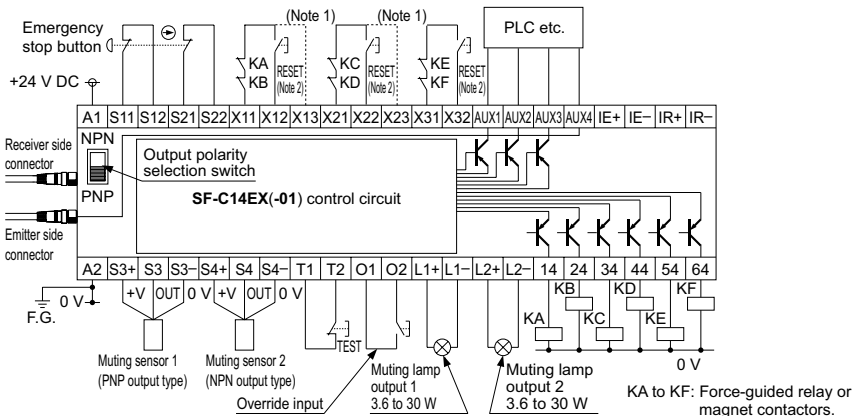 Emergency
stop button
+24 V DC
(Note 1)
(Note 1)
PLC etc.
KA
KB
RESET
(Note 2)
KC
KD
RESET
(Note 2)
KE
KF
RESET
(Note 2)
A1 S11 S12 S21 S22 X11 X12 X13 X21 X22 X23 X31 X32 AUX1 AUX2 AUX3 AUX4 IE+ IE− IR+ IR−
Receiver side
connector
NPN
PNP
Output polarity
selection switch
SF-C14EX(-01) control circuit
Emitter side
connector
A2 S3+ S3 S3− S4+ S4 S4− T1 T2 O1 O2 L1+ L1− L2+ L2− 14 24 34 44 54 64
F.G.
0 V
+V OUT 0 V
+V OUT 0 V
TEST
KA
KB
KC
KD
KE
KF
0 V
Muting sensor 1
(PNP output type)
Muting sensor 2
(NPN output type)
Override input
Muting lamp
output 1
3.6 to 30 W
Muting lamp
output 2
3.6 to 30 W
KA to KF: Force-guided relay or
magnet contactors.